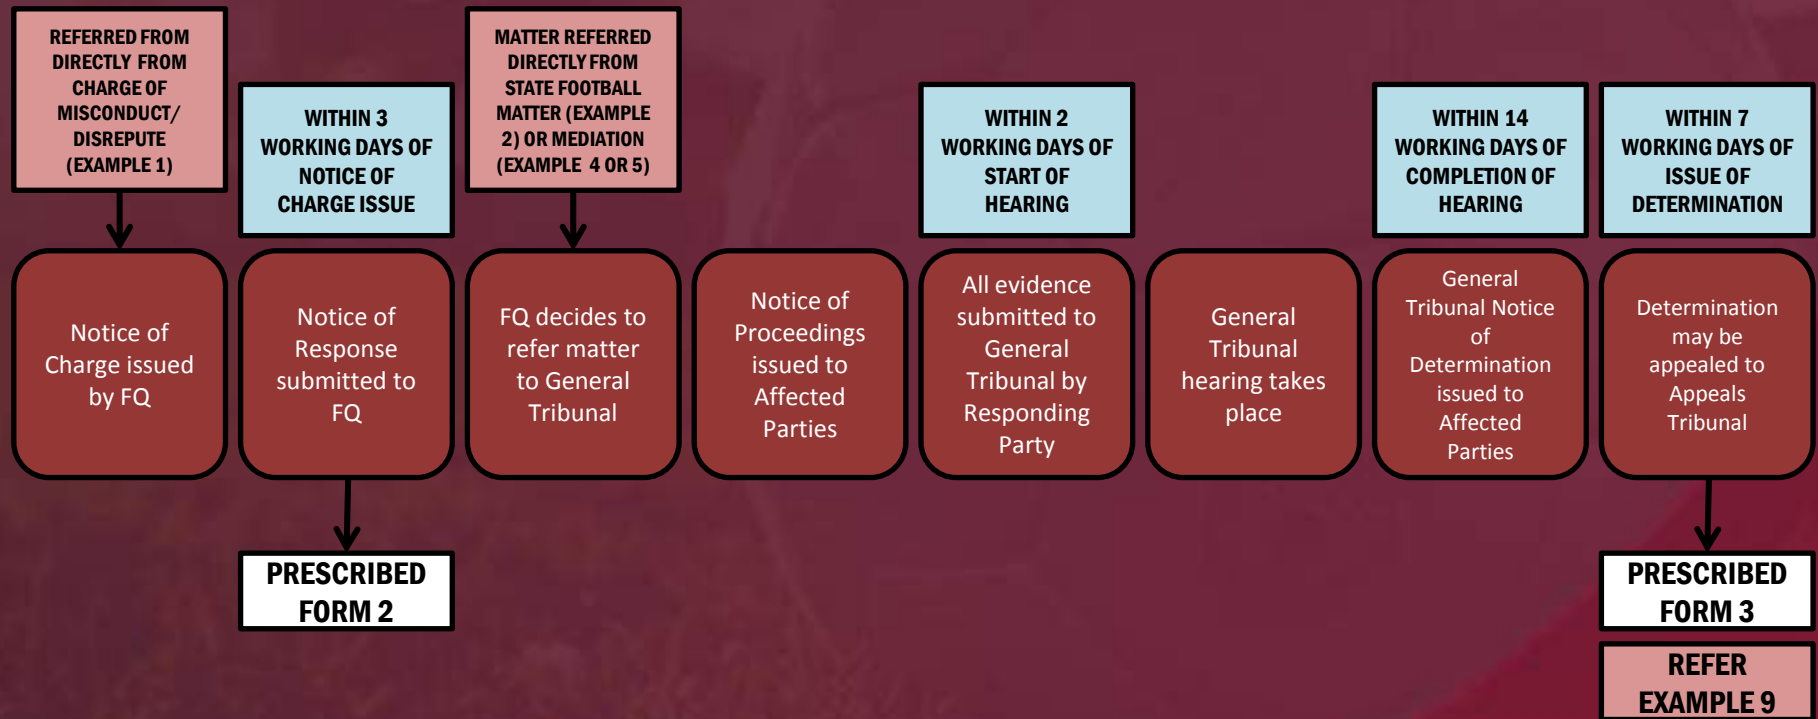 REFERRED FROM
DIRECTLY FROM
CHARGE OF
MISCONDUCT/
DISREPUTE
(EXAMPLE 1)
WITHIN 3
WORKING DAYS OF
NOTICE OF
CHARGE ISSUE
MATTER REFERRED
DIRECTLY FROM
STATE FOOTBALL
MATTER (EXAMPLE
2) OR MEDIATION
(EXAMPLE 4 OR 5)
WITHIN 2
WORKING DAYS OF
START OF
HEARING
WITHIN 14
WORKING DAYS OF
COMPLETION OF
HEARING
WITHIN 7
WORKING DAYS OF
ISSUE OF
DETERMINATION
Notice of
Charge issued
by FQ
Notice of
Response
submitted to
FQ
FQ decides to
refer matter
to General
Tribunal
Notice of
Proceedings
issued to
Affected
Parties
All evidence
submitted to
General
Tribunal by
Responding
Party
General
Tribunal
hearing takes
place
General
Tribunal Notice
of
Determination
issued to
Affected
Parties
Determination
may be
appealed to
Appeals
Tribunal
PRESCRIBED
FORM 2
PRESCRIBED
FORM 3
REFER
EXAMPLE 9